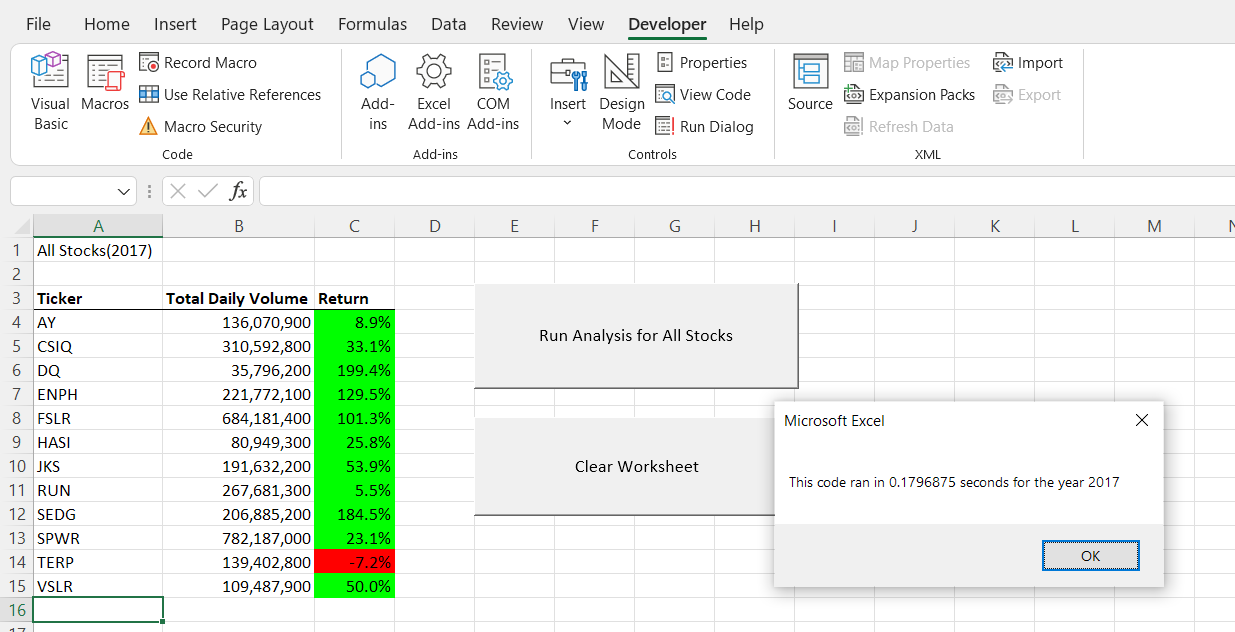 File Home Insert Page Layout Formulas Data Review View Developer Help
Visual Basic
Macros
Record Macro
Use Relative References
Macro Security
Code
Add-ins
Excel Add-ins
COM Add-ins
Add-ins
Insert
Design Mode
Properties
View Code
Run Dialog
Controls
Source
Map Properties
Expansion Packs
Refresh Data
Import
Export
XML
fx
A B C D E F G H I J K L M N
1 All Stocks(2017)
2
3 Ticker Total Daily Volume Return
4 AY 136,070,900 8.9%
5 CSIQ 310,592,800 33.1%
6 DQ 35,796,200 199.4%
7 ENPH 221,772,100 129.5%
8 FSLR 684,181,400 101.3%
9 HASI 80,949,300 25.8%
10 JKS 191,632,200 53.9%
11 RUN 267,681,300 5.5%
12 SEDG 206,885,200 184.5%
13 SPWR 782,187,000 23.1%
14 TERP 139,402,800 -7.2%
15 VSLR 109,487,900 50.0%
16
17
Run Analysis for All Stocks
Clear Worksheet
Microsoft Excel
This code ran in 0.1796875 seconds for the year 2017
OK